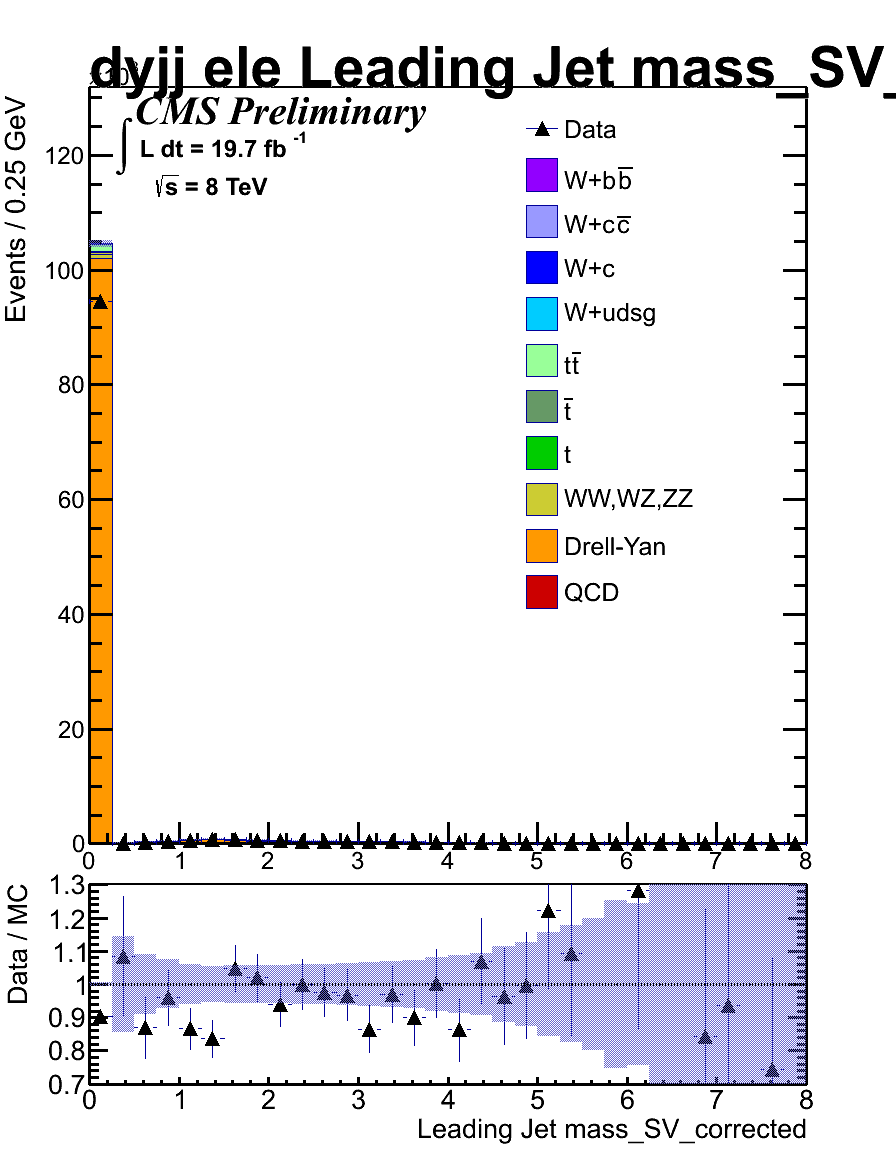 dyjj ele Leading Jet mass_SV_
CMS Preliminary
∫ L dt = 19.7 fb⁻¹
√s = 8 TeV
Events / 0.25 GeV
120
100
80
60
40
20
0
0 1 2 3 4 5 6 7 8
Data
W+bb̅
W+cc̅
W+c
W+udsg
tt̅
t̅
t
WW,WZ,ZZ
Drell-Yan
QCD
Data / MC
1.3
1.2
1.1
1
0.9
0.8
0.7
0 1 2 3 4 5 6 7 8
Leading Jet mass_SV_corrected